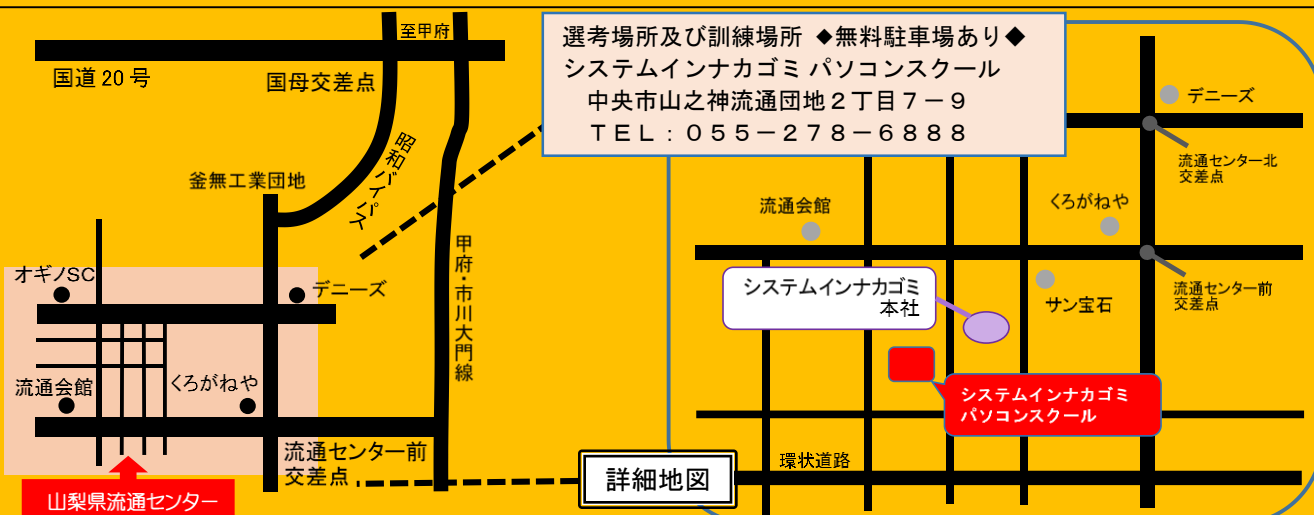 至甲府
国道20号
国母交差点
昭和バイパス
釜無工業団地
甲府・市川大門線
オギノSC
デニーズ
流通会館
くろがねや
流通センター前
交差点
山梨県流通センター
選考場所及び訓練場所 ◆無料駐車場あり◆
システムインナカゴミ パソコンスクール
中央市山之神流通団地２丁目７－９
ＴＥＬ：０５５－２７８－６８８８
デニーズ
流通センター北
交差点
流通会館
くろがねや
システムインナカゴミ
本社
サン宝石
流通センター前
交差点
システムインナカゴミ
パソコンスクール
環状道路
詳細地図